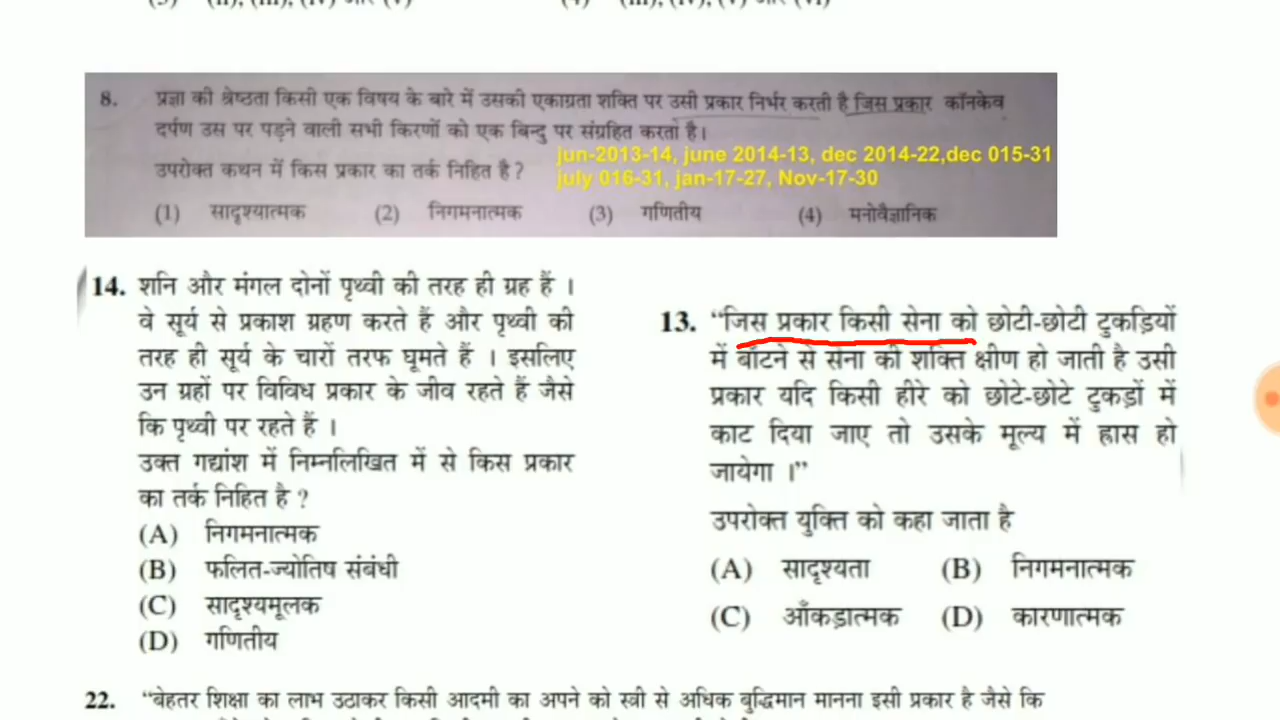 8. प्रज्ञा की श्रेष्ठता किसी एक विषय के बारे में उसकी एकाग्रता शक्ति पर उसी प्रकार निर्भर करती है जिस प्रकार कॉनकेव
दर्पण उस पर पड़ने वाली सभी किरणों को एक बिन्दु पर संग्रहित करता है।
उपरोक्त कथन में किस प्रकार का तर्क निहित है ?
jun-2013-14, june 2014-13, dec 2014-22,dec 015-31
july 016-31, jan-17-27, Nov-17-30
(1) सादृश्यात्मक (2) निगमनात्मक (3) गणितीय (4) मनोवैज्ञानिक
14. शनि और मंगल दोनों पृथ्वी की तरह ही ग्रह हैं ।
वे सूर्य से प्रकाश ग्रहण करते हैं और पृथ्वी की
तरह ही सूर्य के चारों तरफ घूमते हैं । इसलिए
उन ग्रहों पर विविध प्रकार के जीव रहते हैं जैसे
कि पृथ्वी पर रहते हैं ।
उक्त गद्यांश में निम्नलिखित में से किस प्रकार
का तर्क निहित है ?
(A) निगमनात्मक
(B) फलित-ज्योतिष संबंधी
(C) सादृश्यमूलक
(D) गणितीय
13. “जिस प्रकार किसी सेना को छोटी-छोटी टुकड़ियों
में बाँटने से सेना की शक्ति क्षीण हो जाती है उसी
प्रकार यदि किसी हीरे को छोटे-छोटे टुकड़ों में
काट दिया जाए तो उसके मूल्य में ह्रास हो
जायेगा ।”
उपरोक्त युक्ति को कहा जाता है
(A) सादृश्यता (B) निगमनात्मक
(C) आँकड़ात्मक (D) कारणात्मक
22. “बेहतर शिक्षा का लाभ उठाकर किसी आदमी का अपने को स्त्री से अधिक बुद्धिमान मानना इसी प्रकार है जैसे कि